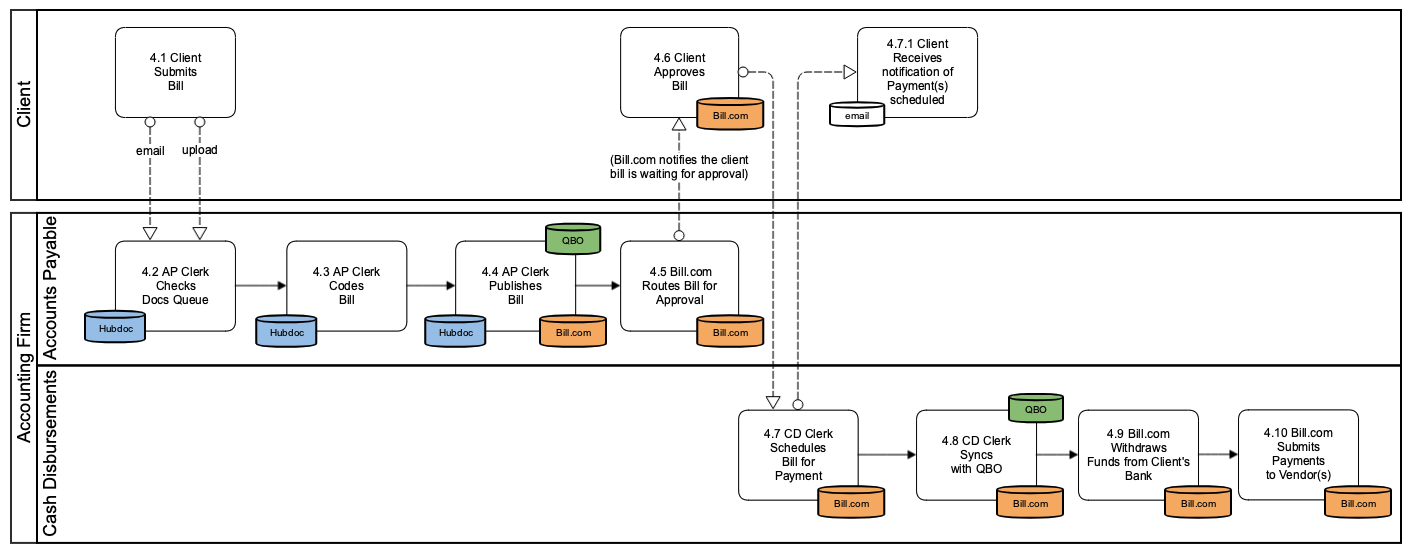 Client
4.1 Client
Submits
Bill
email
upload
4.6 Client
Approves
Bill
Bill.com
(Bill.com notifies the client
bill is waiting for approval)
4.7.1 Client
Receives
notification of
Payment(s)
scheduled
email
Accounting Firm
Accounts Payable
4.2 AP Clerk
Checks
Docs Queue
Hubdoc
4.3 AP Clerk
Codes
Bill
Hubdoc
QBO
4.4 AP Clerk
Publishes
Bill
Hubdoc
Bill.com
4.5 Bill.com
Routes Bill for
Approval
Bill.com
Cash Disbursements
4.7 CD Clerk
Schedules
Bill for
Payment
Bill.com
QBO
4.8 CD Clerk
Syncs
with QBO
Bill.com
4.9 Bill.com
Withdraws
Funds from Client's
Bank
Bill.com
4.10 Bill.com
Submits
Payments
to Vendor(s)
Bill.com